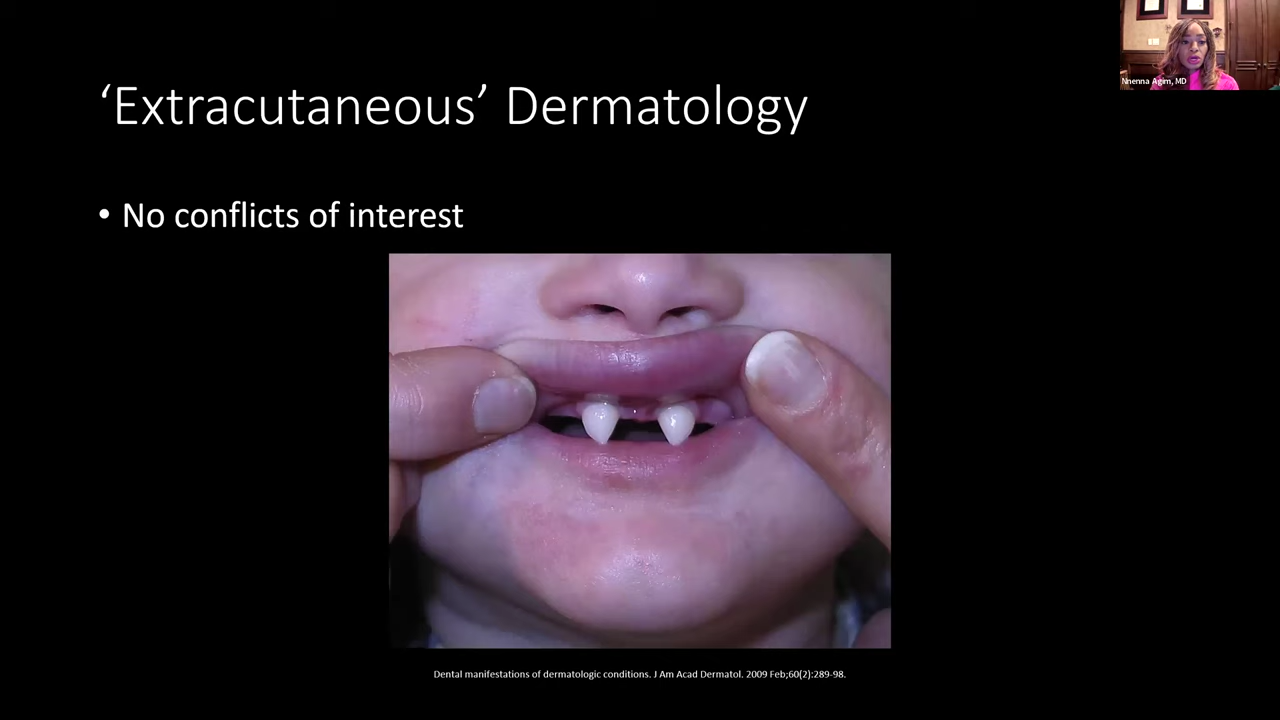 ‘Extracutaneous’ Dermatology
Nnenna Agim, MD
• No conflicts of interest
Dental manifestations of dermatologic conditions. J Am Acad Dermatol. 2009 Feb;60(2):289-98.